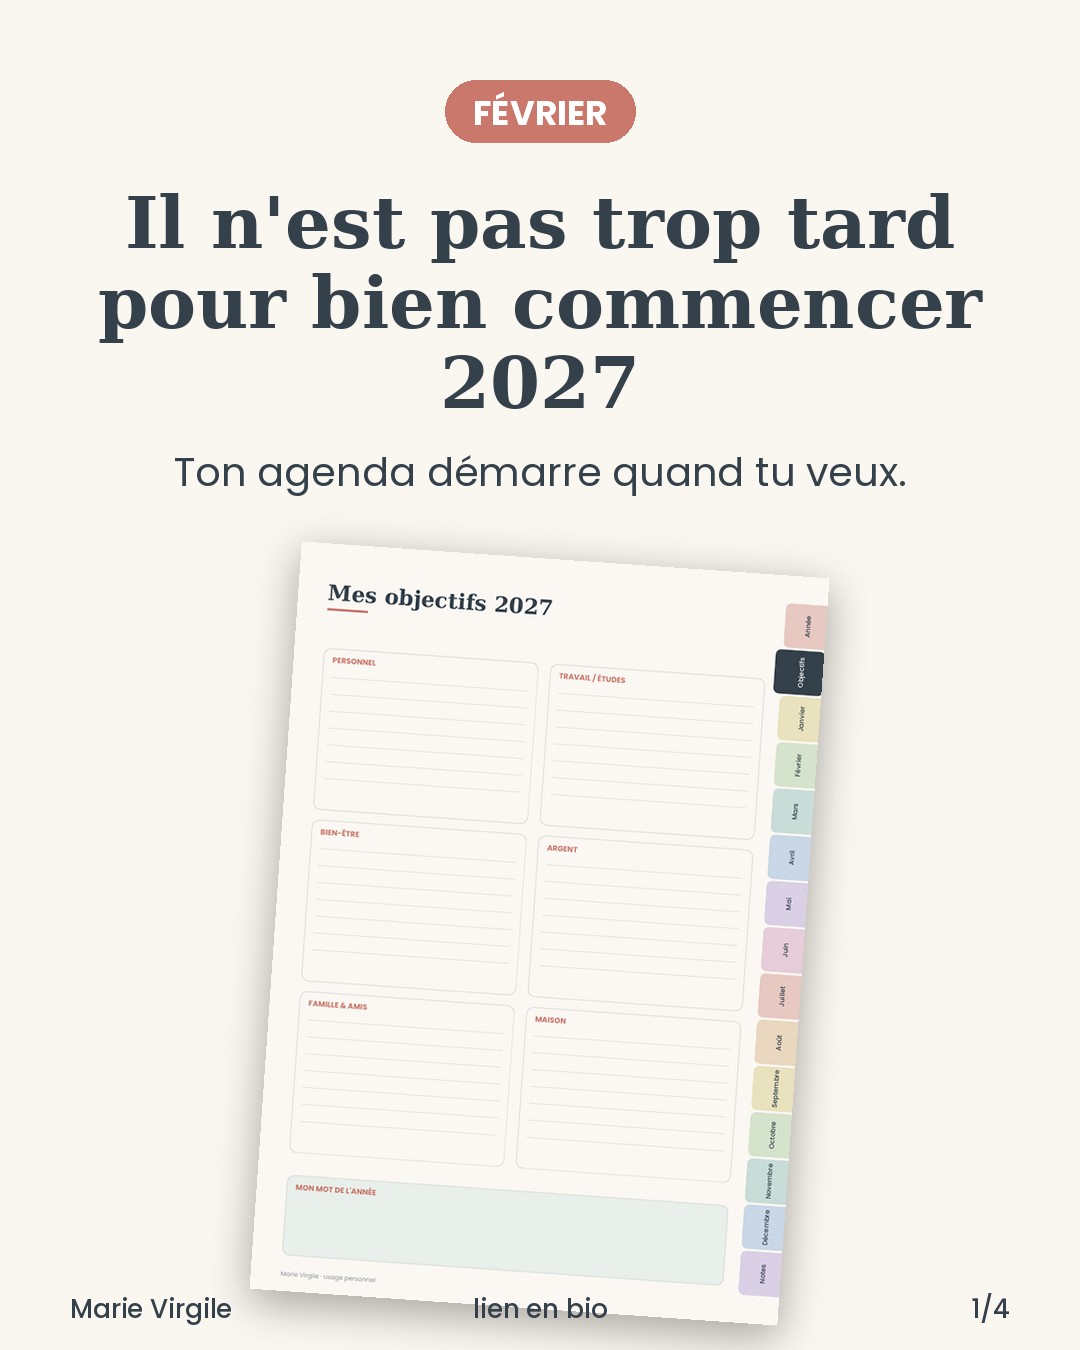 FÉVRIER
Il n'est pas trop tard
pour bien commencer
2027
Ton agenda démarre quand tu veux.
Mes objectifs 2027
PERSONNEL
TRAVAIL / ÉTUDES
BIEN-ÊTRE
ARGENT
FAMILLE & AMIS
MAISON
MON MOT DE L'ANNÉE
Marie Virgile · usage personnel
Année
Objectifs
Janvier
Février
Mars
Avril
Mai
Juin
Juillet
Août
Septembre
Octobre
Novembre
Décembre
Notes
Marie Virgile
lien en bio
1/4